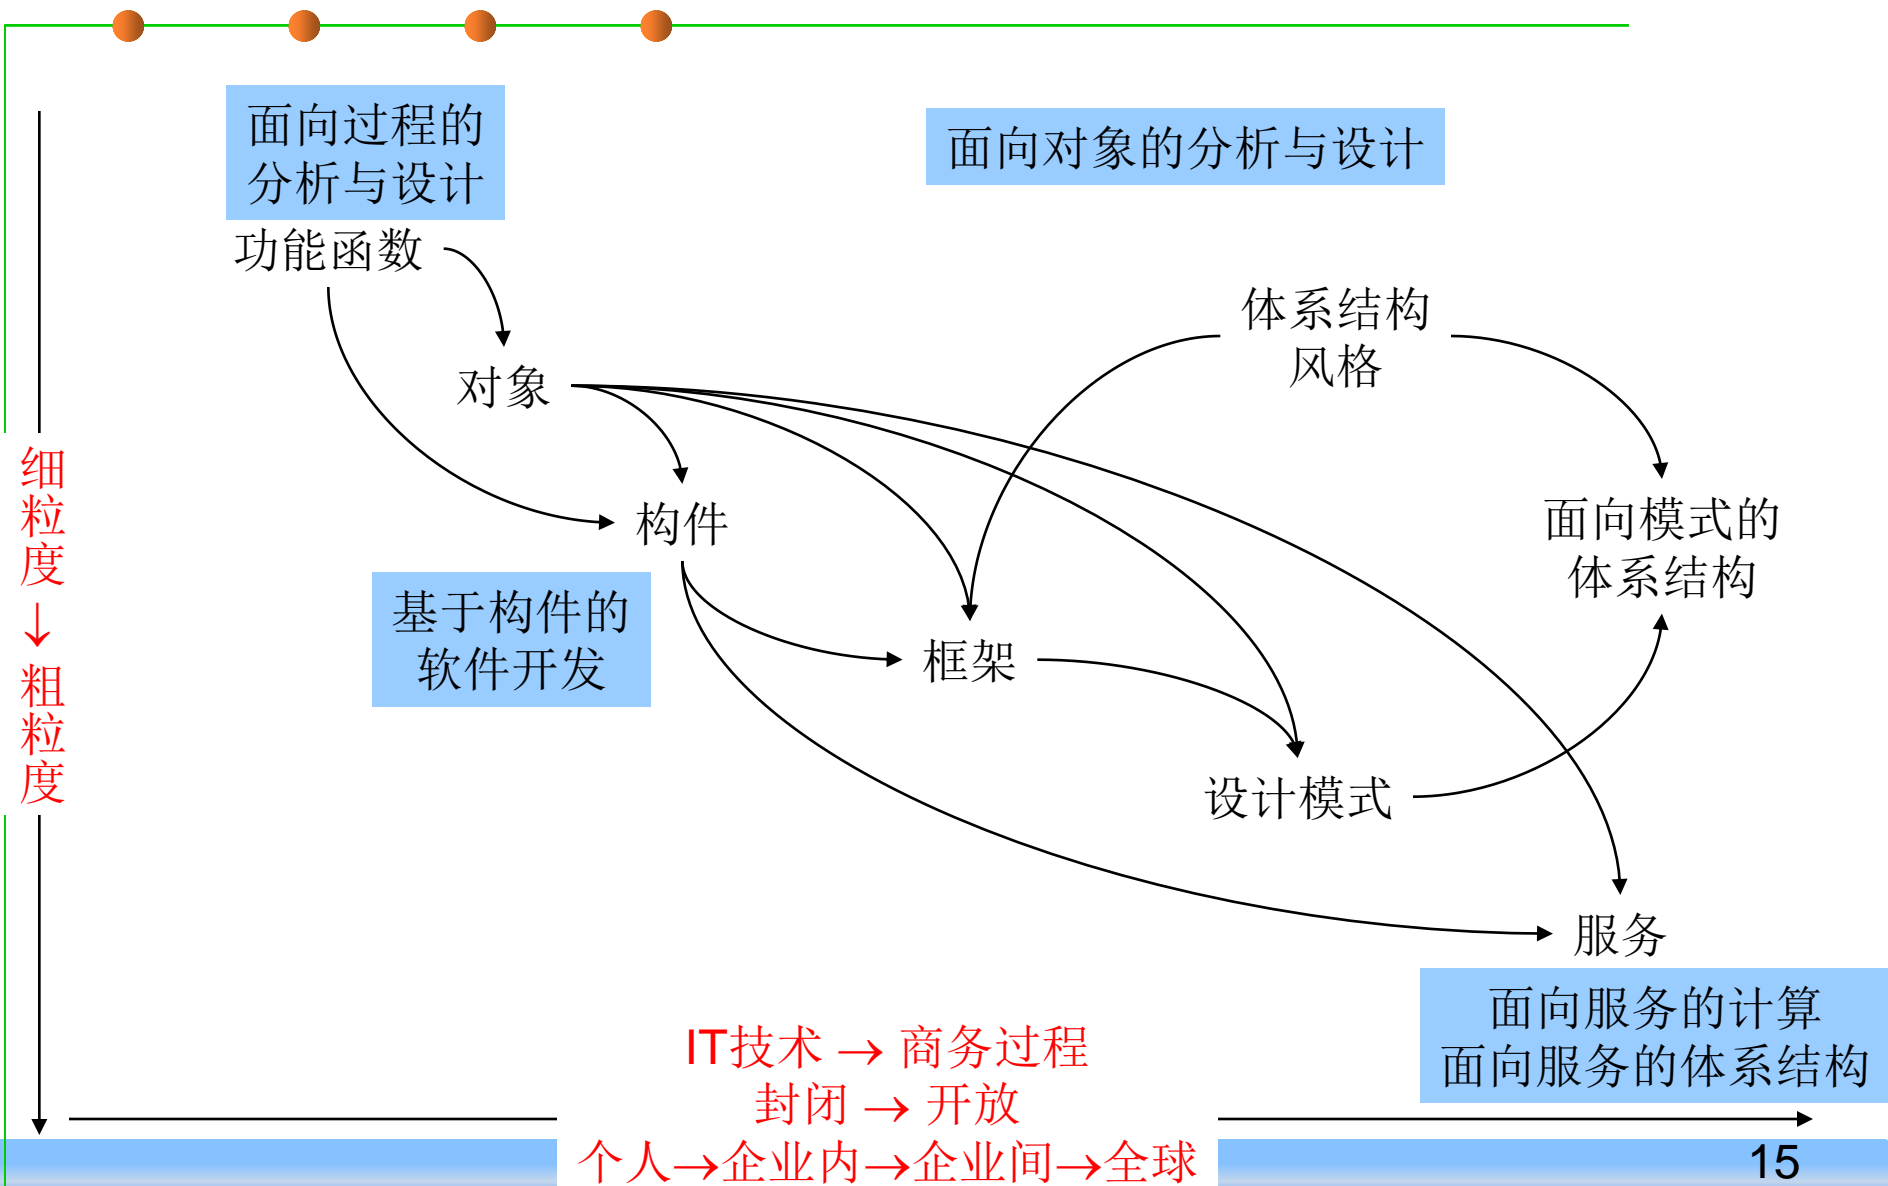 面向过程的
分析与设计
面向对象的分析与设计
功能函数
体系结构
风格
对象
构件
面向模式的
体系结构
基于构件的
软件开发
框架
设计模式
服务
面向服务的计算
面向服务的体系结构
细粒度→粗粒度
IT技术→商务过程
封闭→开放
个人→企业内→企业间→全球
15